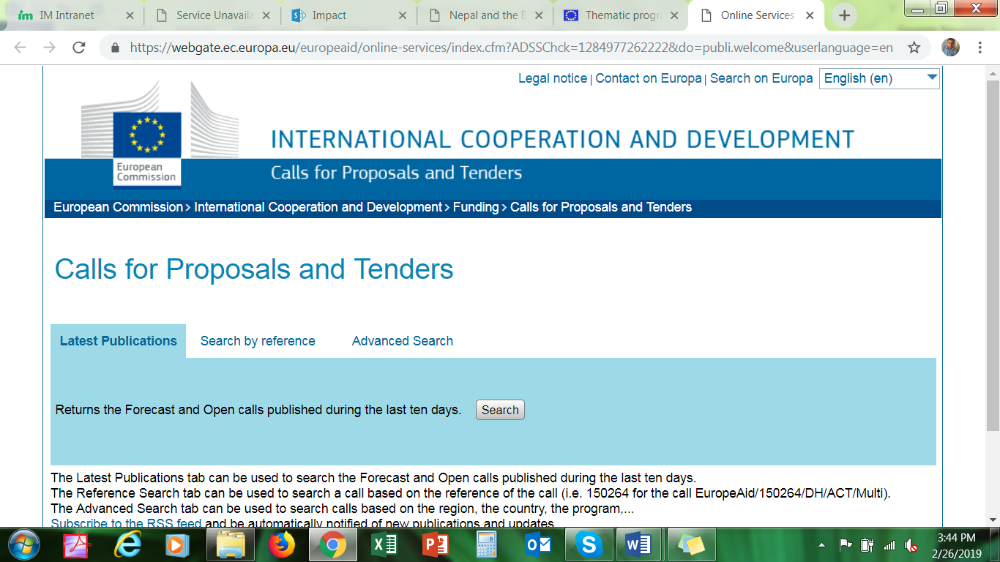 IM Intranet
Service Unavaila
Impact
Nepal and the E
Thematic progr
Online Services
https://webgate.ec.europa.eu/europeaid/online-services/index.cfm?ADSSChck=1284977262222&do=publi.welcome&userlanguage=en
Legal notice | Contact on Europa | Search on Europa
English (en)
European
Commission
INTERNATIONAL COOPERATION AND DEVELOPMENT
Calls for Proposals and Tenders
European Commission > International Cooperation and Development > Funding > Calls for Proposals and Tenders
Calls for Proposals and Tenders
Latest Publications
Search by reference
Advanced Search
Returns the Forecast and Open calls published during the last ten days.
Search
The Latest Publications tab can be used to search the Forecast and Open calls published during the last ten days.
The Reference Search tab can be used to search a call based on the reference of the call (i.e. 150264 for the call EuropeAid/150264/DH/ACT/Multi).
The Advanced Search tab can be used to search calls based on the region, the country, the program,...
Subscribe to the RSS feed and be automatically notified of new publications and updates
3:44 PM
2/26/2019